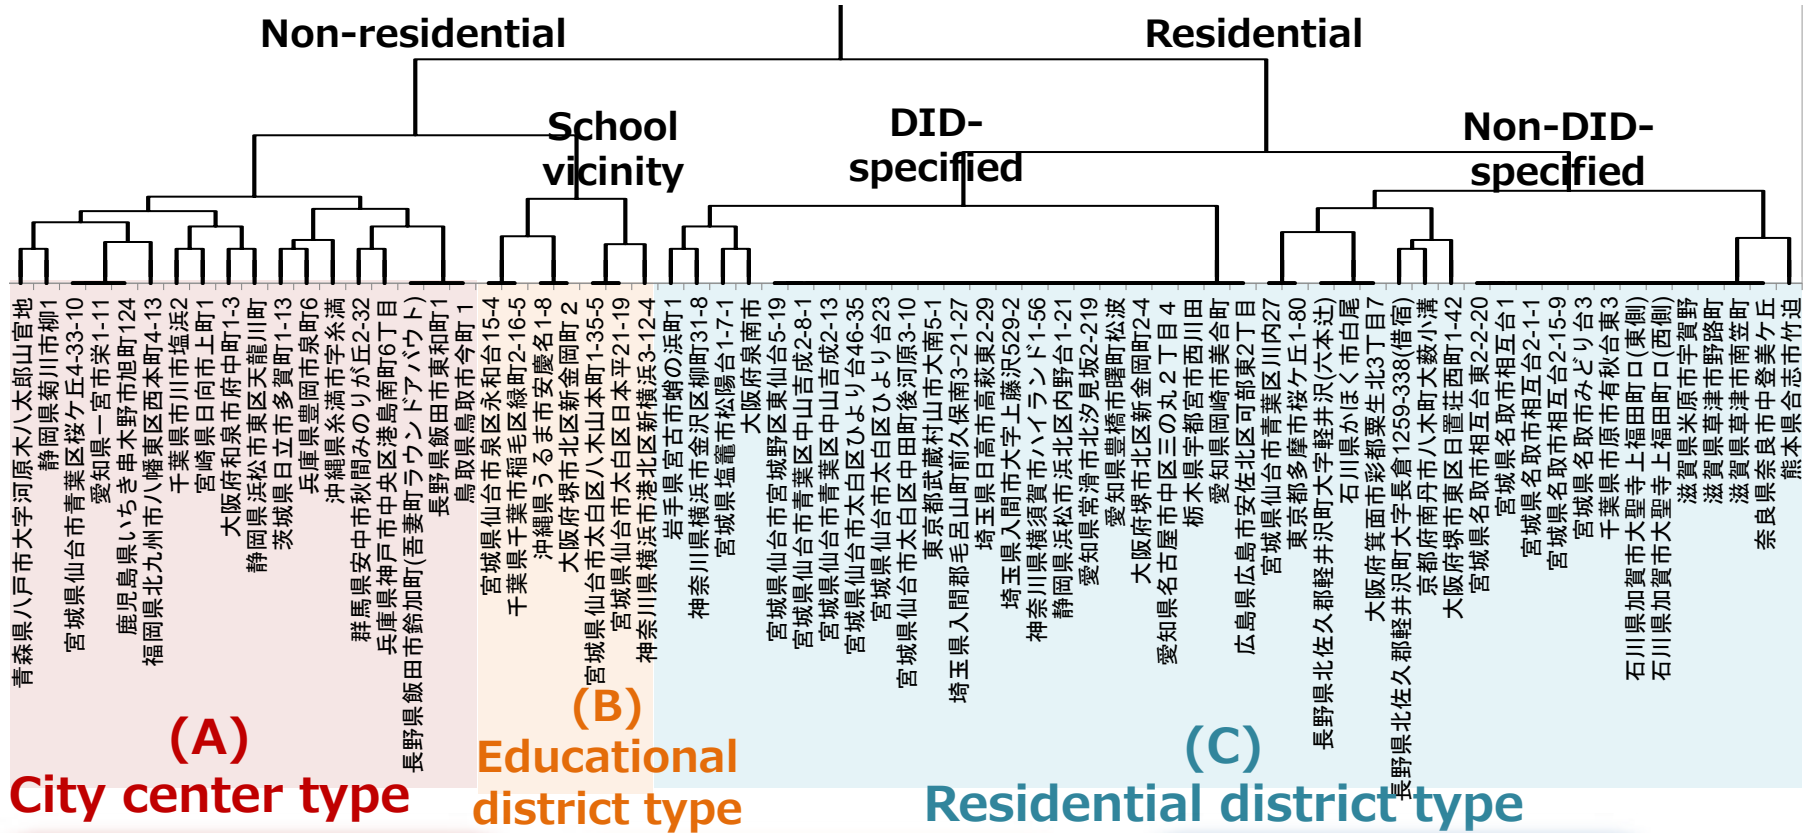 Non-residential
Residential
School
vicinity
DID-
specified
Non-DID-
specified
青森県八戸市大字河原木八太郎山官地
静岡県菊川市柳1
宮城県仙台市青葉区桜ケ丘4-33-10
愛知県一宮市栄1-11
鹿児島県いちき串木野市旭町124
福岡県北九州市八幡東区西本町4-13
千葉県市川市塩浜2
宮崎県日向市上町1
大阪府和泉市府中町1-3
静岡県浜松市東区天龍川町
茨城県日立市多賀町1-13
兵庫県豊岡市泉町6
沖縄県糸満市字糸満
群馬県安中市秋間みのりが丘2-32
兵庫県神戸市中央区港島南町6丁目
長野県飯田市鈴加町(吾妻町ラウンドアバウト)
長野県飯田市東和町1
鳥取県鳥取市今町1
宮城県仙台市泉区永和台15-4
千葉県千葉市稲毛区緑町2-16-5
沖縄県うるま市安慶名1-8
大阪府堺市北区新金岡町2
宮城県仙台市太白区八木山本町1-35-5
宮城県仙台市太白区日本平21-19
神奈川県横浜市港北区新横浜3-12-4
岩手県宮古市蛸の浜町1
神奈川県横浜市金沢区柳町31-8
宮城県塩竈市松陽台1-7-1
大阪府泉南市
宮城県仙台市宮城野区東仙台5-19
宮城県仙台市青葉区中山吉成2-8-1
宮城県仙台市青葉区中山吉成2-13
宮城県仙台市太白区ひより台46-35
宮城県仙台市太白区ひより台23
宮城県仙台市太白区中田町後河原3-10
東京都武蔵村山市大南5-1
埼玉県入間郡毛呂山町前久保南3-21-27
埼玉県日高市高萩東2-29
埼玉県入間市大字上藤沢529-2
神奈川県横須賀市ハイランド1-56
静岡県浜松市浜北区内野台1-21
愛知県常滑市北汐見坂2-219
愛知県豊橋市曙町松波
大阪府堺市北区新金岡町2-4
愛知県名古屋市中区三の丸2丁目4
栃木県宇都宮市西川田
愛知県岡崎市美合町
広島県広島市安佐北区可部東2丁目
宮城県仙台市青葉区川内27
東京都多摩市桜ケ丘1-80
長野県北佐久郡軽井沢町大字軽井沢(六本辻)
石川県かほく市白尾
大阪府箕面市彩都粟生北3丁目7
長野県北佐久郡軽井沢町大字長倉1259-338(借宿)
京都府南丹市八木町大薮小溝
大阪府堺市東区日置荘西町1-42
宮城県名取市相互台東2-2-20
宮城県名取市相互台1
宮城県名取市相互台2-1-1
宮城県名取市相互台2-15-9
宮城県名取市みどり台3
千葉県市原市有秋台東3
石川県加賀市大聖寺上福田町ロ(東側)
石川県加賀市大聖寺上福田町ロ(西側)
滋賀県米原市宇賀野
滋賀県草津市野路町
滋賀県草津市南笠町
奈良県奈良市中登美ケ丘
熊本県合志市竹迫
(A)
City center type
(B)
Educational
district type
(C)
Residential district type